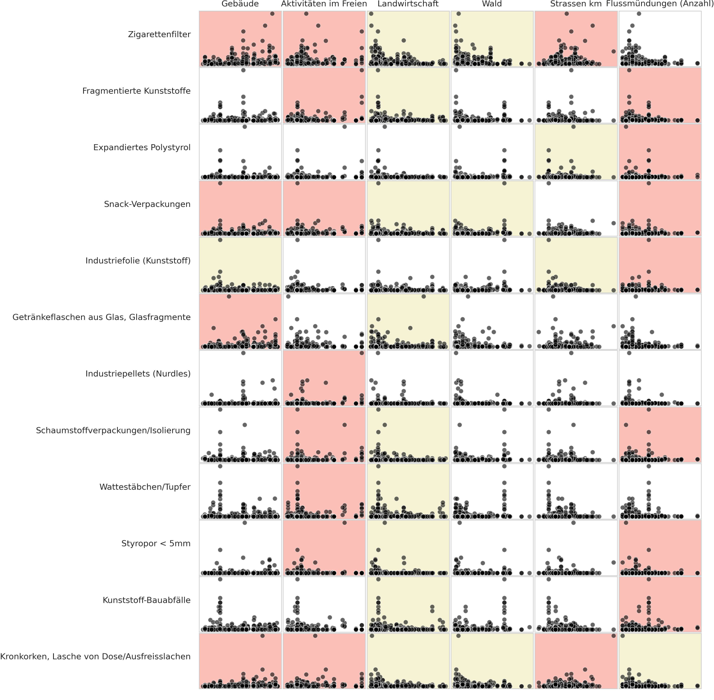 Gebäude Aktivitäten im Freien Landwirtschaft Wald Strassen km Flussmündungen (Anzahl)
Zigarettenfilter
Fragmentierte Kunststoffe
Expandiertes Polystyrol
Snack-Verpackungen
Industriefolie (Kunststoff)
Getränkeflaschen aus Glas, Glasfragmente
Industriepellets (Nurdles)
Schaumstoffverpackungen/Isolierung
Wattestäbchen/Tupfer
Styropor < 5mm
Kunststoff-Bauabfälle
Kronkorken, Lasche von Dose/Ausfreisslachen